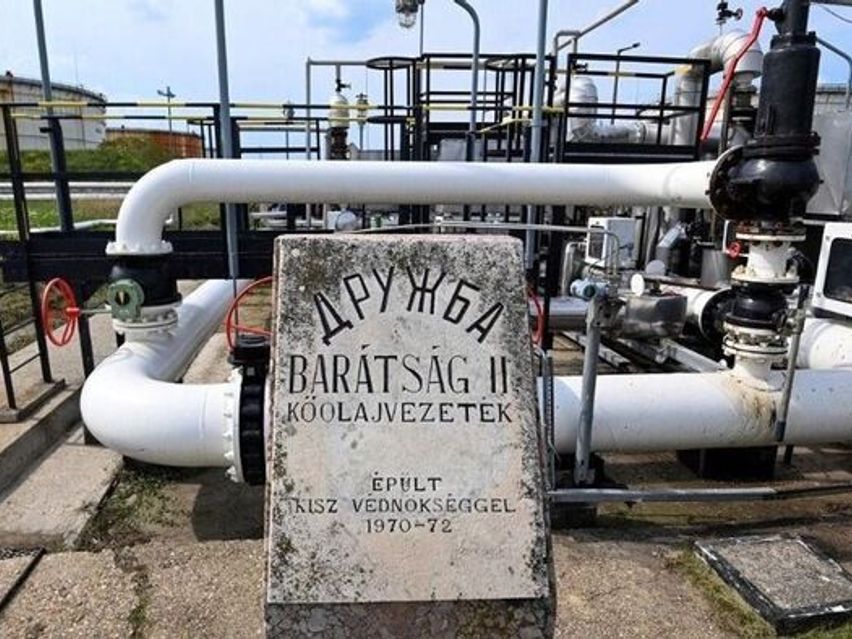 ДРУЖБА
BARÁTSÁG II
KŐOLAJVEZETÉK
ÉPÜLT
KISZ VÉDNÖKSÉGGEL
1970-72